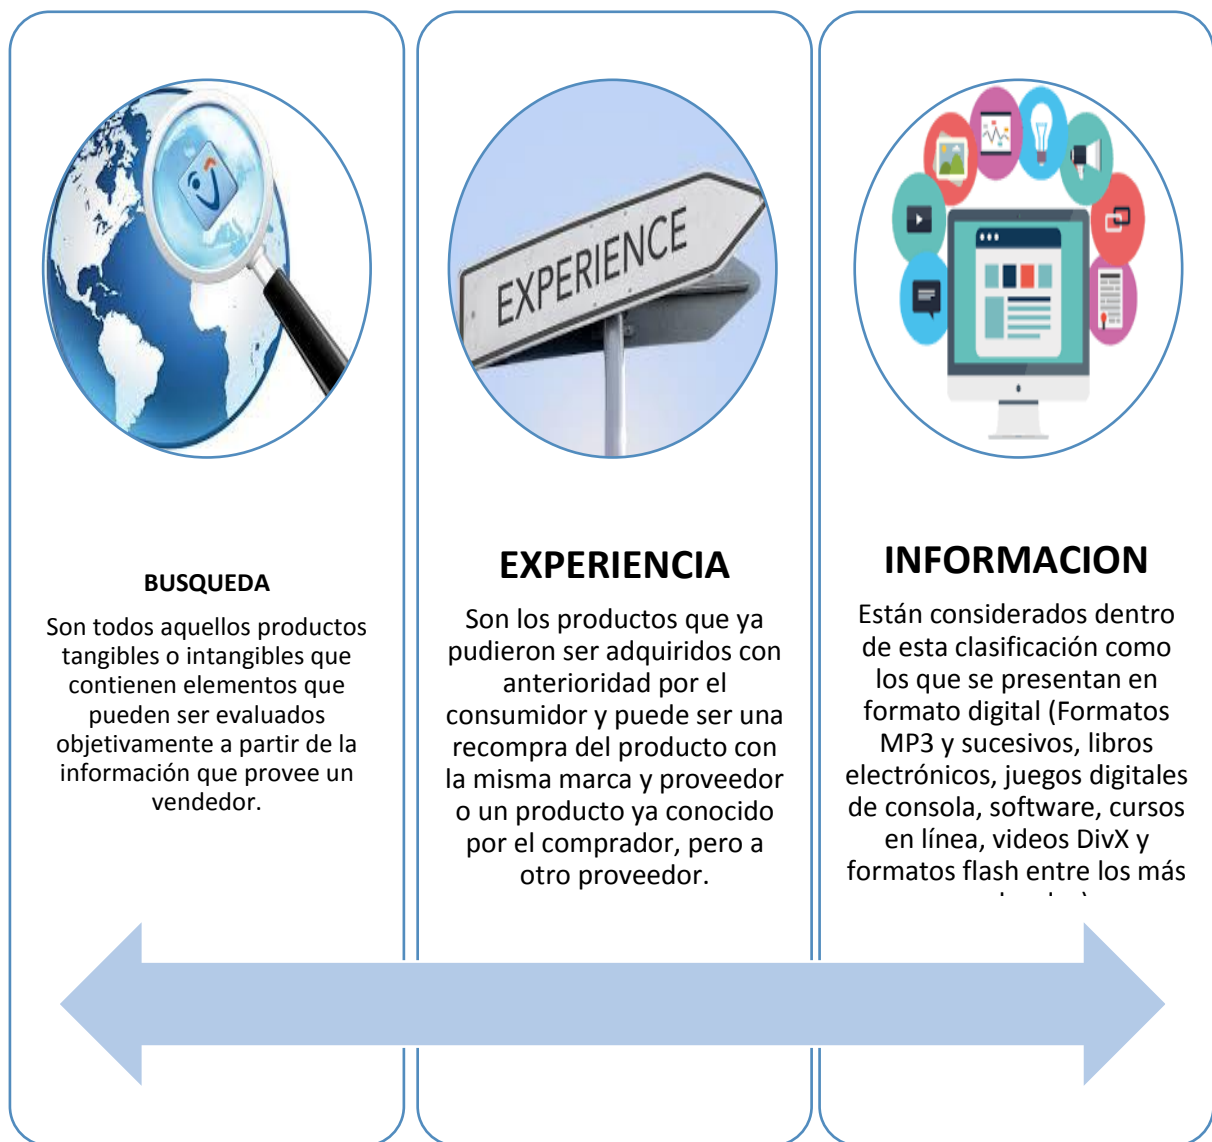 EXPERIENCE
BUSQUEDA
Son todos aquellos productos
tangibles o intangibles que
contienen elementos que
pueden ser evaluados
objetivamente a partir de la
información que provee un
vendedor.
EXPERIENCIA
Son los productos que ya
pudieron ser adquiridos con
anterioridad por el
consumidor y puede ser una
recompra del producto con
la misma marca y proveedor
o un producto ya conocido
por el comprador, pero a
otro proveedor.
INFORMACION
Están considerados dentro
de esta clasificación como
los que se presentan en
formato digital (Formatos
MP3 y sucesivos, libros
electrónicos, juegos digitales
de consola, software, cursos
en línea, videos DivX y
formatos flash entre los más